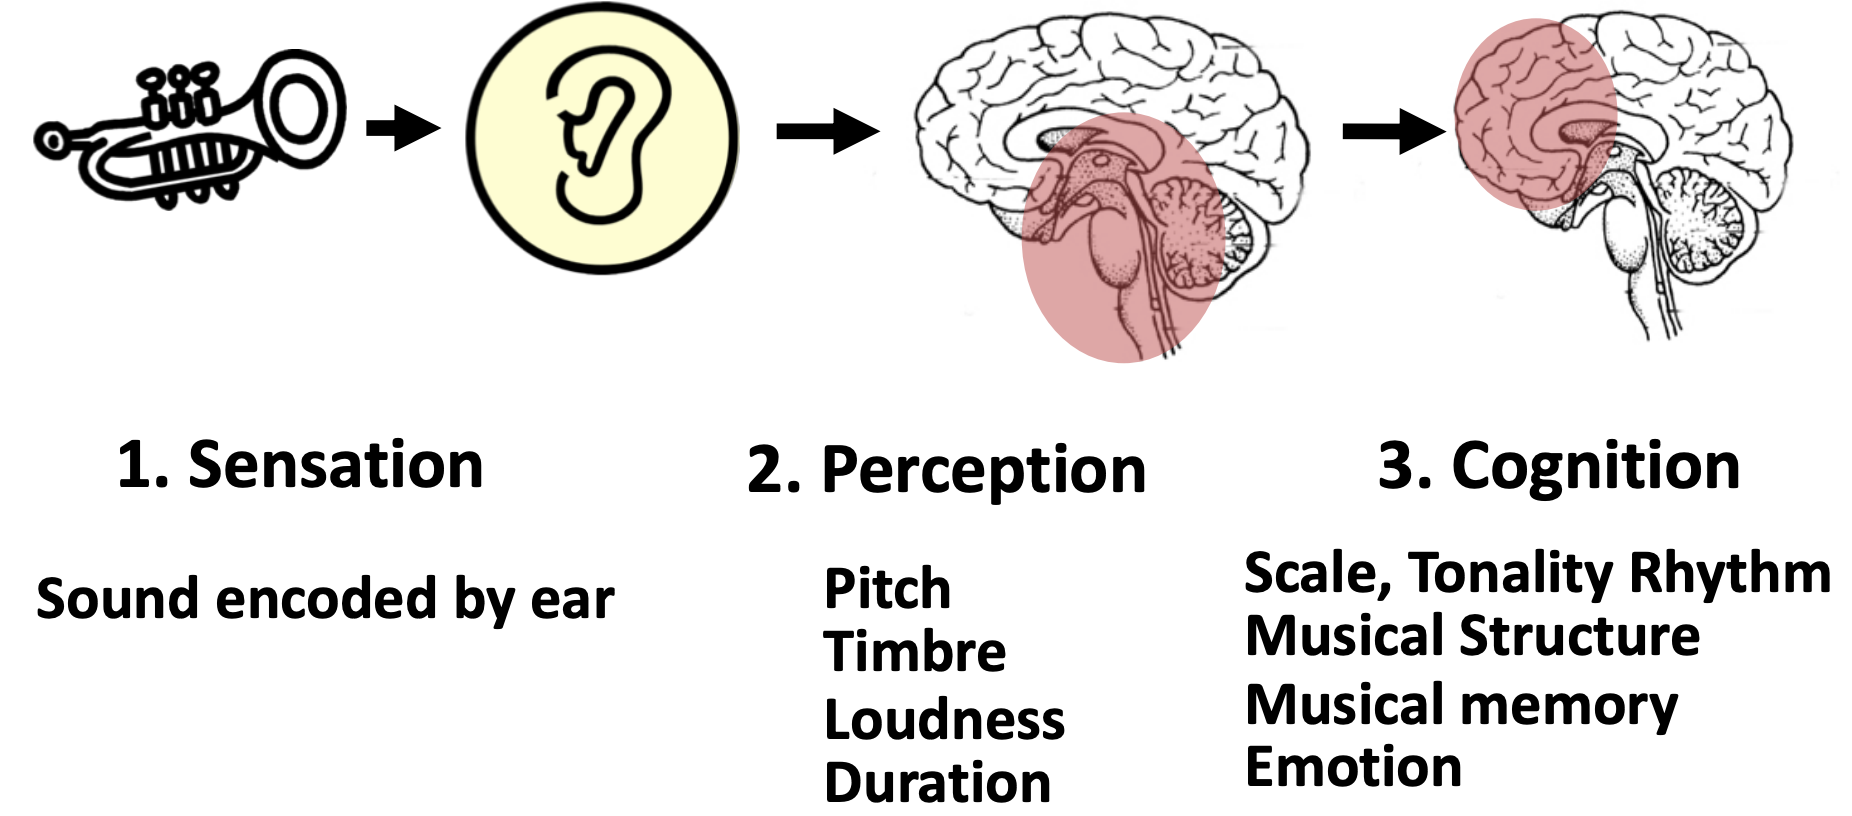 1. Sensation
Sound encoded by ear
2. Perception
Pitch
Timbre
Loudness
Duration
3. Cognition
Scale, Tonality Rhythm
Musical Structure
Musical memory
Emotion